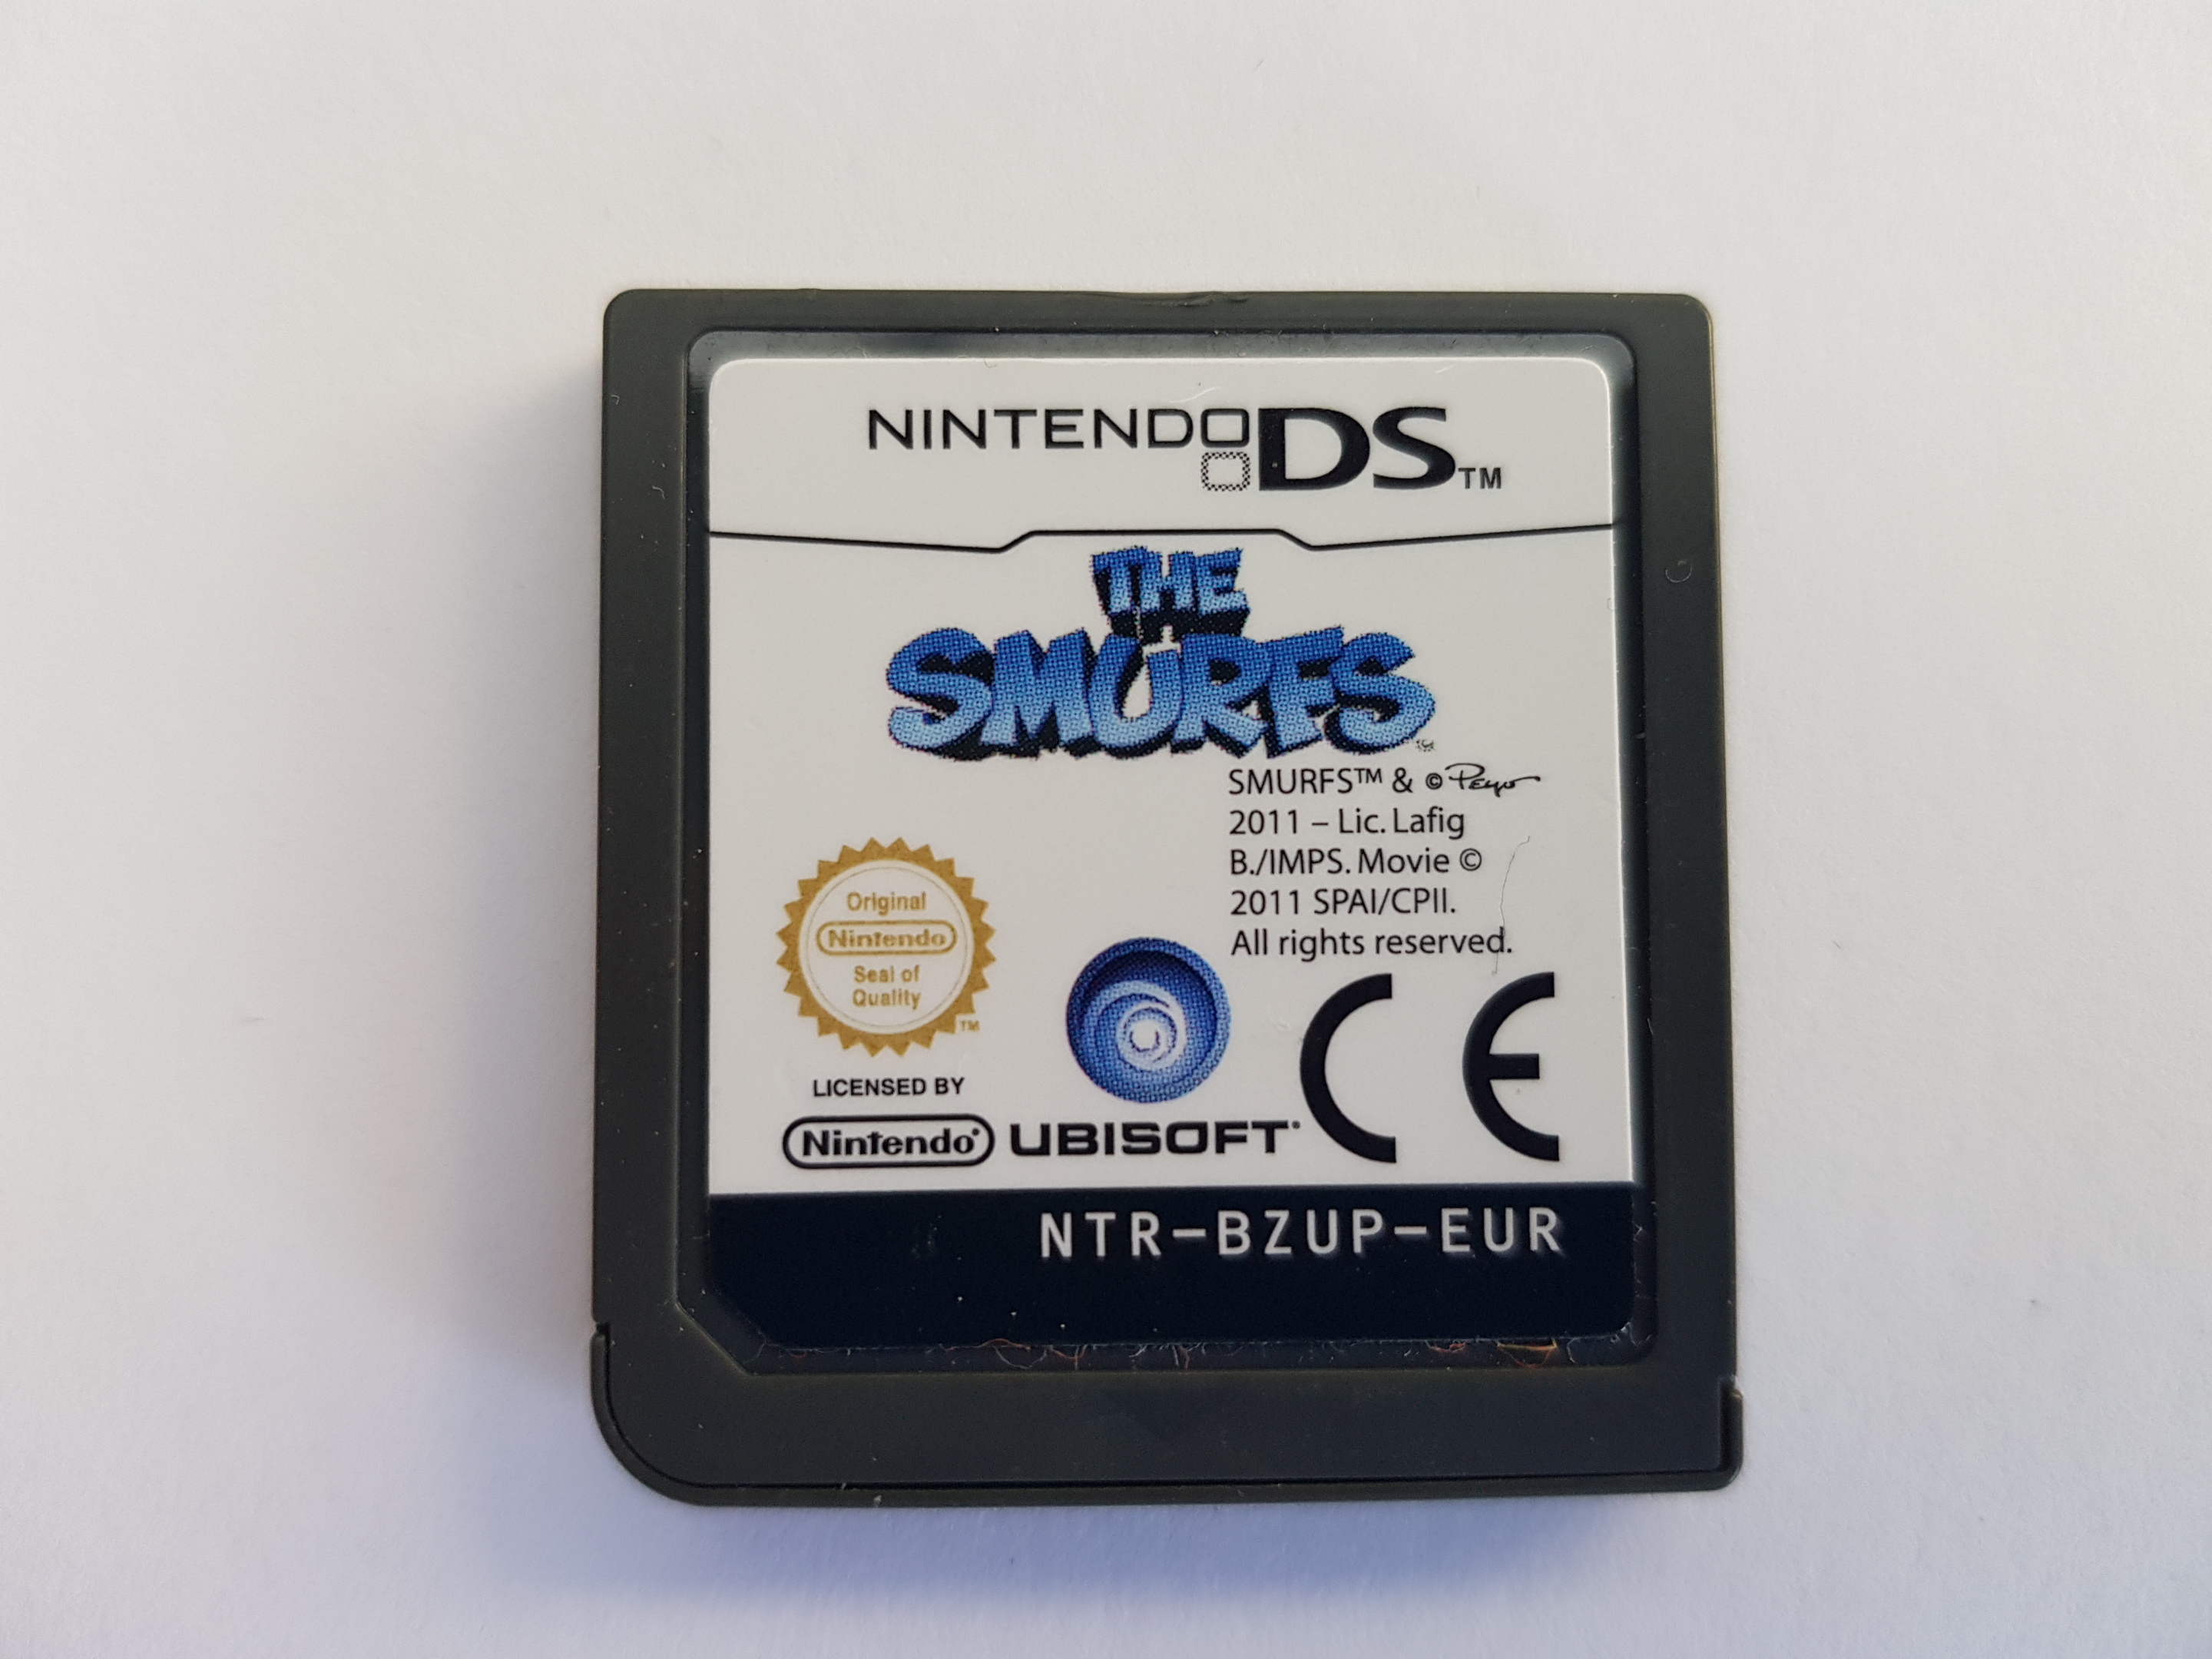 NINTENDO DS™
THE
SMURFS
SMURFS™ & © Peyo
2011 – Lic. Lafig
B./IMPS. Movie ©
2011 SPAI/CPII.
All rights reserved.
Original
Nintendo
Seal of
Quality
™
LICENSED BY
Nintendo®
UBISOFT®
CE
NTR-BZUP-EUR